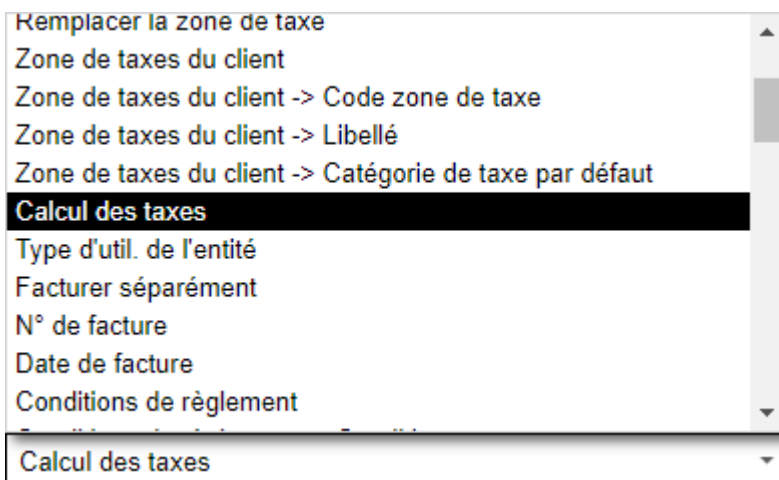 Remplacer la zone de taxe
Zone de taxes du client
Zone de taxes du client -> Code zone de taxe
Zone de taxes du client -> Libellé
Zone de taxes du client -> Catégorie de taxe par défaut
Calcul des taxes
Type d'util. de l'entité
Facturer séparément
N° de facture
Date de facture
Conditions de règlement
Calcul des taxes